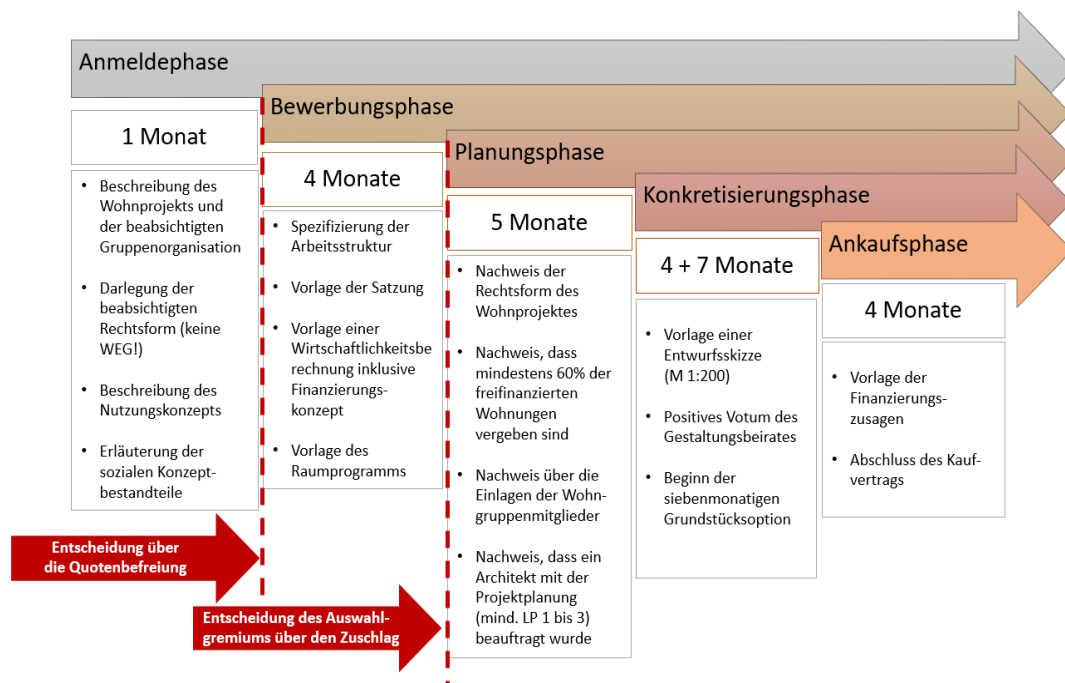 Anmeldephase
1 Monat
• Beschreibung des
Wohnprojekts und
der beabsichtigten
Gruppenorganisation
• Darlegung der
beabsichtigten
Rechtsform (keine
WEG!)
• Beschreibung des
Nutzungskonzepts
• Erläuterung der
sozialen Konzept-
bestandteile
Entscheidung über
die Quotenbefreiung
Bewerbungsphase
4 Monate
• Spezifizierung der
Arbeitsstruktur
• Vorlage der Satzung
• Vorlage einer
Wirtschaftlichkeitsbe
rechnung inklusive
Finanzierungs-
konzept
• Vorlage des
Raumprogramms
Entscheidung des Auswahl-
gremiums über den Zuschlag
Planungsphase
5 Monate
• Nachweis der
Rechtsform des
Wohnprojektes
• Nachweis, dass
mindestens 60% der
freifinanzierten
Wohnungen
vergeben sind
• Nachweis über die
Einlagen der Wohn-
gruppenmitglieder
• Nachweis, dass ein
Architekt mit der
Projektplanung
(mind. LP 1 bis 3)
beauftragt wurde
Konkretisierungsphase
4 + 7 Monate
• Vorlage einer
Entwurfsskizze
(M 1:200)
• Positives Votum des
Gestaltungsbeirates
• Beginn der
siebenmonatigen
Grundstücksoption
Ankaufsphase
4 Monate
• Vorlage der
Finanzierungs-
zusagen
• Abschluss des Kauf-
vertrags